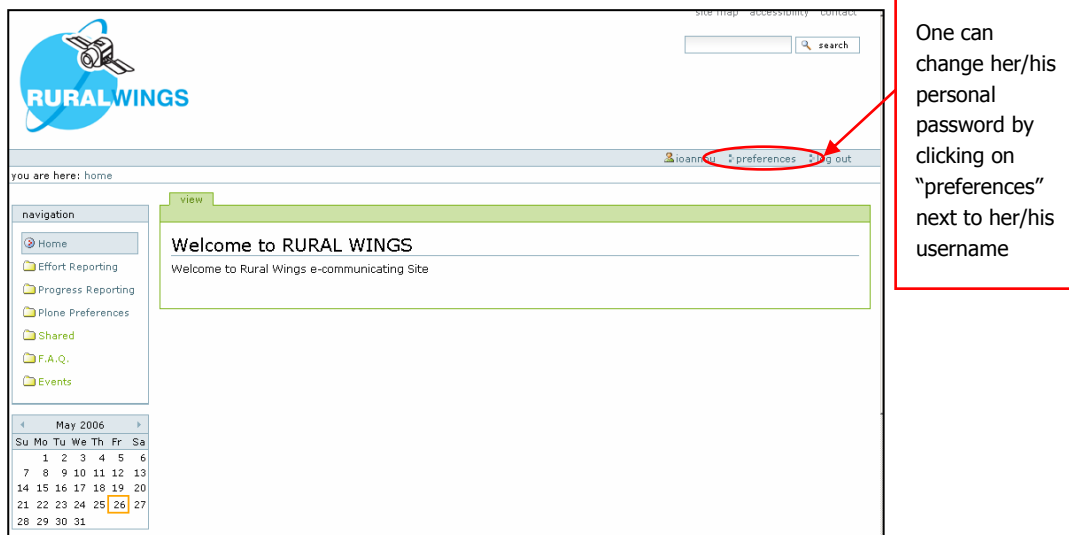 site map accessibility contact
search
RURALWINGS
ioannou preferences log out
you are here: home
view
navigation
Home
Effort Reporting
Progress Reporting
Plone Preferences
Shared
F.A.Q.
Events
Welcome to RURAL WINGS
Welcome to Rural Wings e-communicating Site
May 2006
Su Mo Tu We Th Fr Sa
1 2 3 4 5 6
7 8 9 10 11 12 13
14 15 16 17 18 19 20
21 22 23 24 25 26 27
28 29 30 31
One can
change her/his
personal
password by
clicking on
“preferences”
next to her/his
username